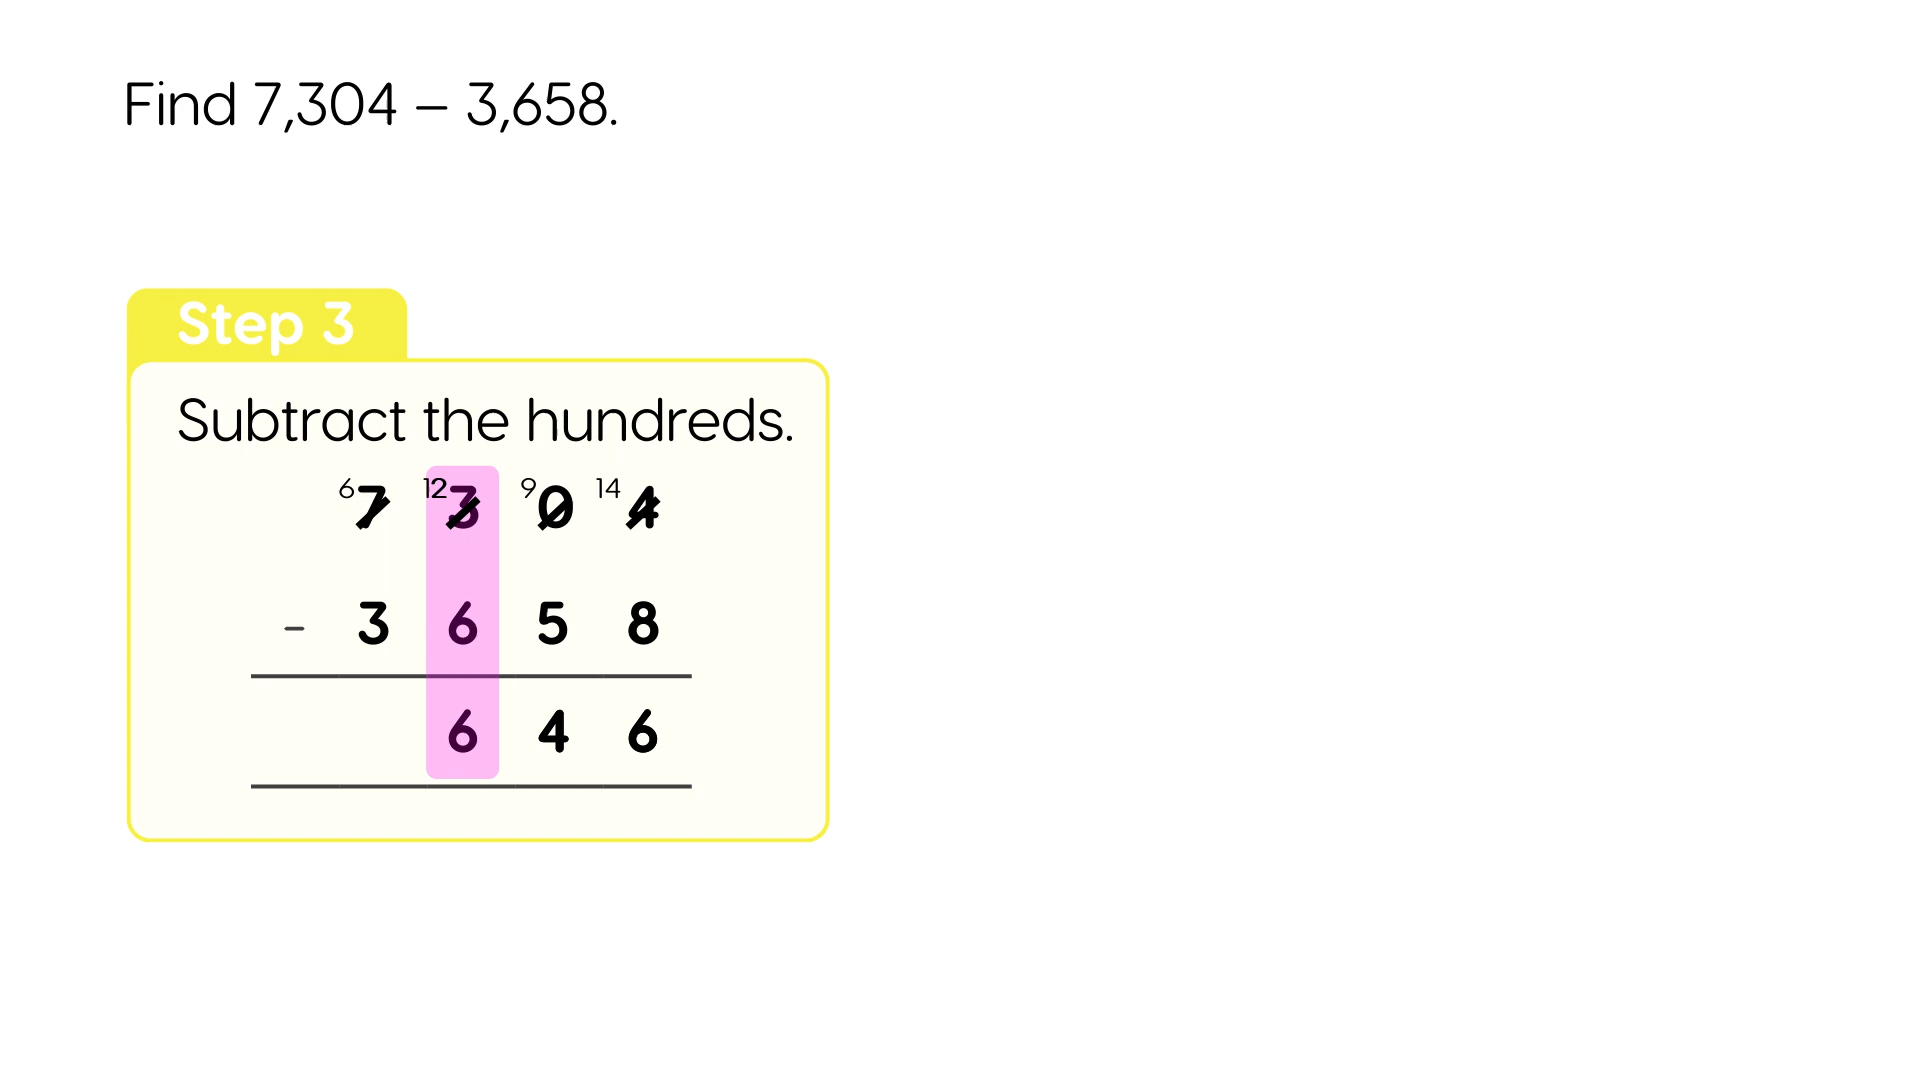 Find 7,304 – 3,658.
Step 3
Subtract the hundreds.
6 7 12 3 9 0 14 4
- 3 6 5 8
6 4 6